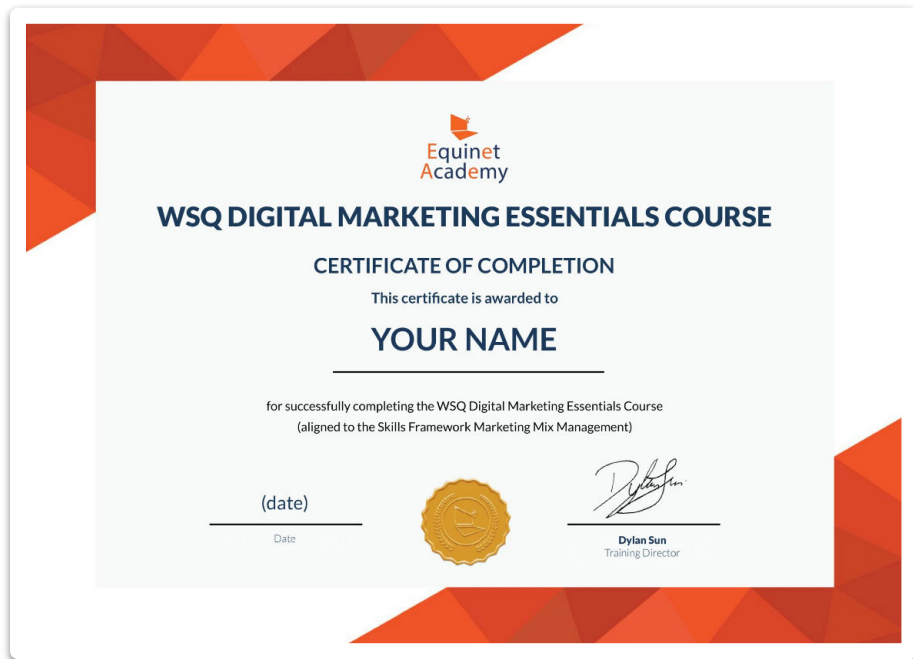 Equinet
Academy
WSQ DIGITAL MARKETING ESSENTIALS COURSE
CERTIFICATE OF COMPLETION
This certificate is awarded to
YOUR NAME
for successfully completing the WSQ Digital Marketing Essentials Course
(aligned to the Skills Framework Marketing Mix Management)
(date)
Date
Dylan Sun
Dylan Sun
Training Director